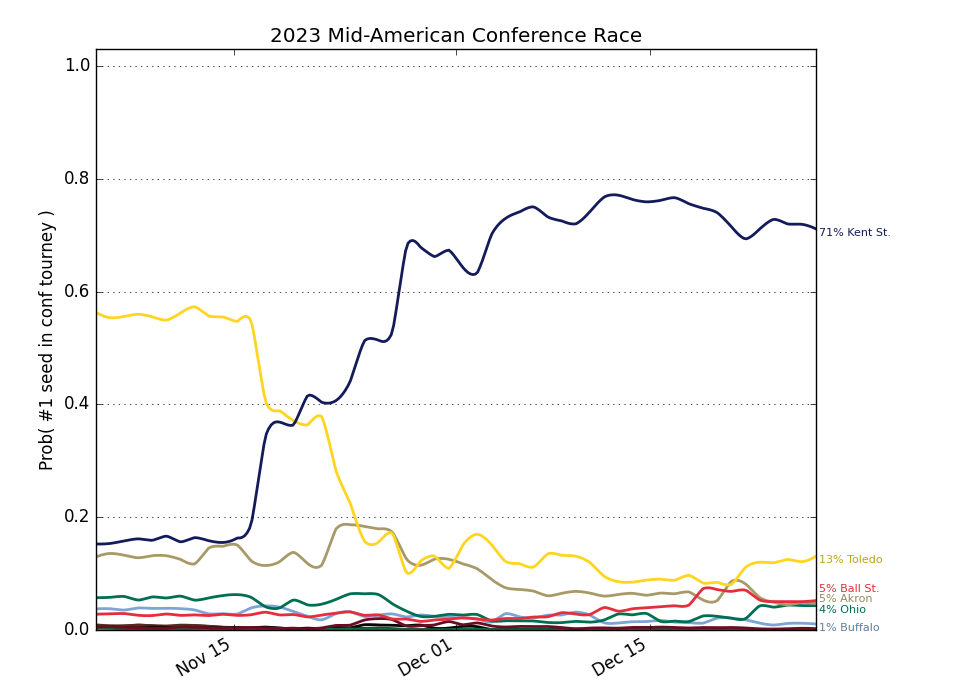 2023 Mid-American Conference Race
Prob( #1 seed in conf tourney )
1.0
0.8
0.6
0.4
0.2
0.0
Nov 15
Dec 01
Dec 15
71% Kent St.
13% Toledo
5% Ball St.
5% Akron
4% Ohio
1% Buffalo